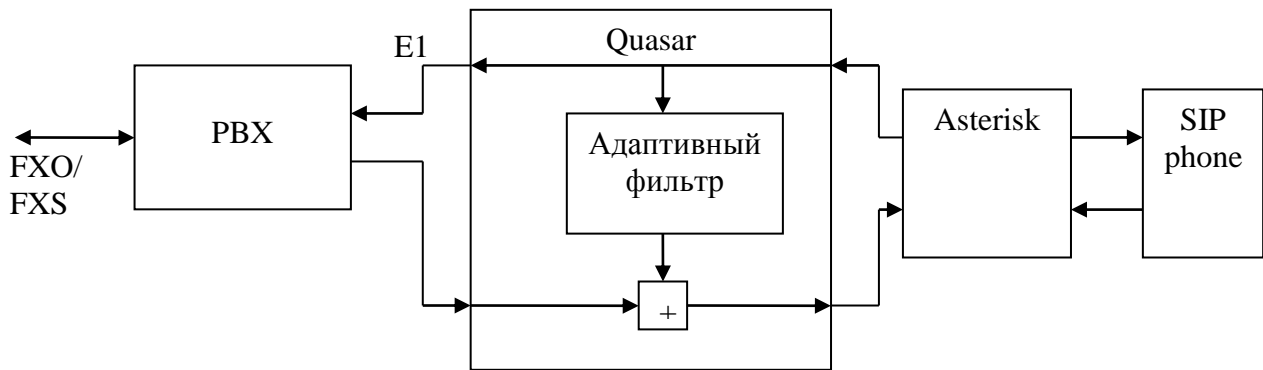 E1
Quasar
PBX
FXO/
FXS
Адаптивный
фильтр
+
Asterisk
SIP
phone